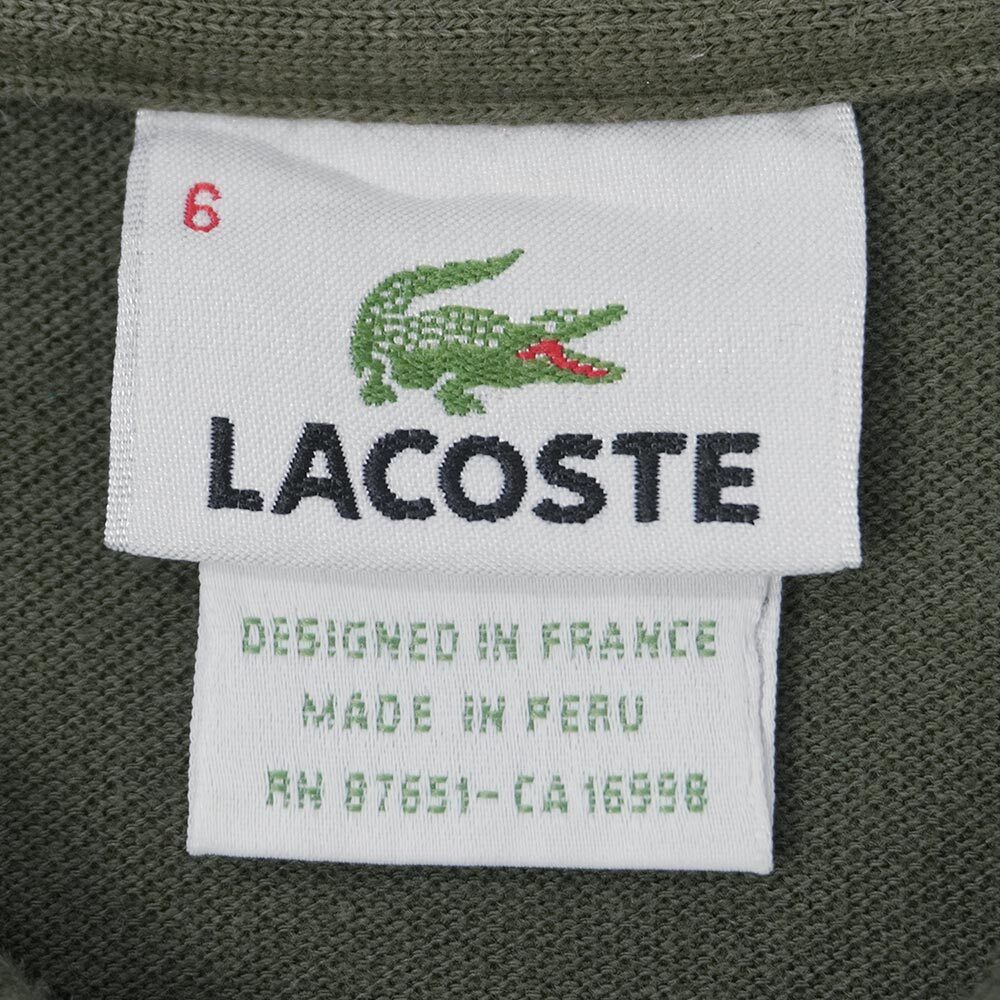 6
LACOSTE
DESIGNED IN FRANCE
MADE IN PERU
RN 87651-CA 16998